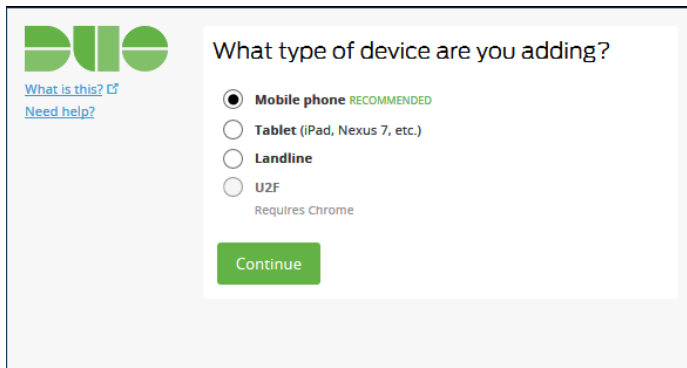 DUO
What is this?
Need help?
What type of device are you adding?
Mobile phone RECOMMENDED
Tablet (iPad, Nexus 7, etc.)
Landline
U2F
Requires Chrome
Continue